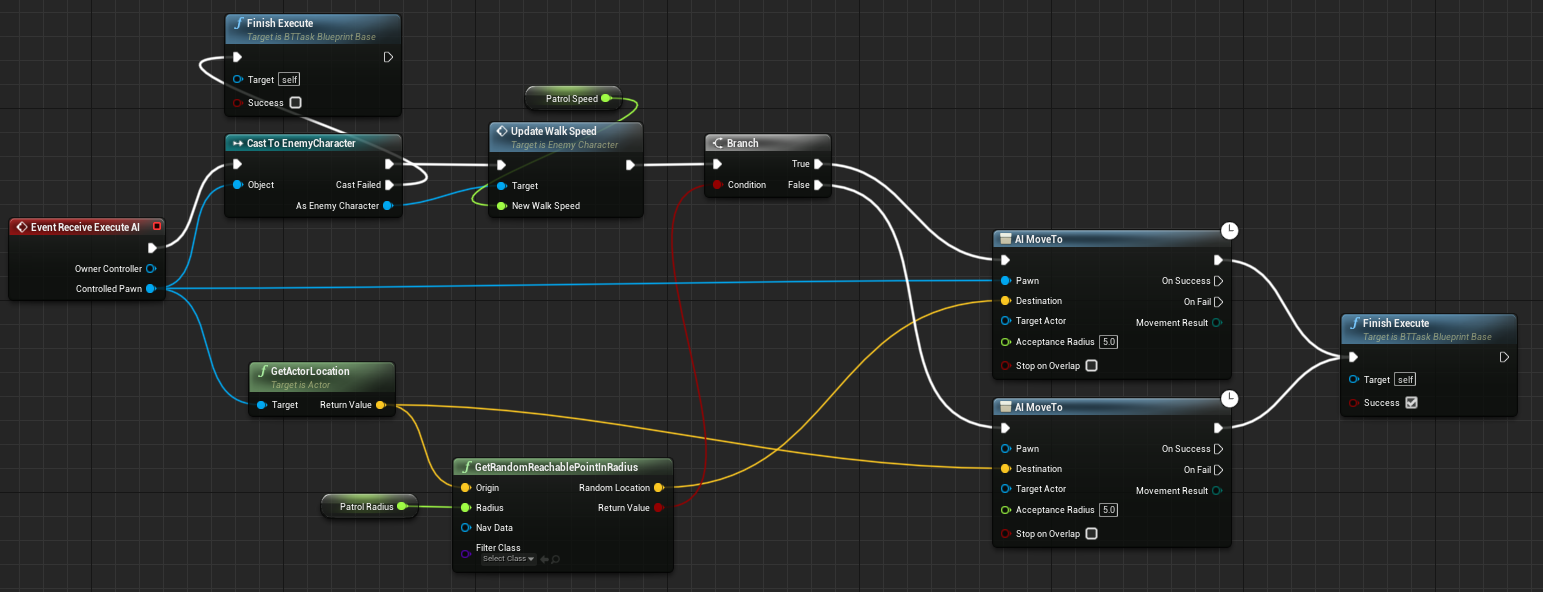 Finish Execute
Target is BTTask Blueprint Base
Target self
Success
Patrol Speed
Cast To EnemyCharacter
Object
Cast Failed
As Enemy Character
Update Walk Speed
Target is Enemy Character
Target
New Walk Speed
Branch
True
Condition
False
Event Receive Execute AI
Owner Controller
Controlled Pawn
AI MoveTo
Pawn
On Success
Destination
On Fail
Target Actor
Movement Result
Acceptance Radius 5.0
Stop on Overlap
Finish Execute
Target is BTTask Blueprint Base
Target self
Success
GetActorLocation
Target is Actor
Target
Return Value
AI MoveTo
Pawn
On Success
Destination
On Fail
Target Actor
Movement Result
Acceptance Radius 5.0
Stop on Overlap
GetRandomReachablePointInRadius
Origin
Random Location
Patrol Radius
Radius
Return Value
Nav Data
Filter Class
Select Class